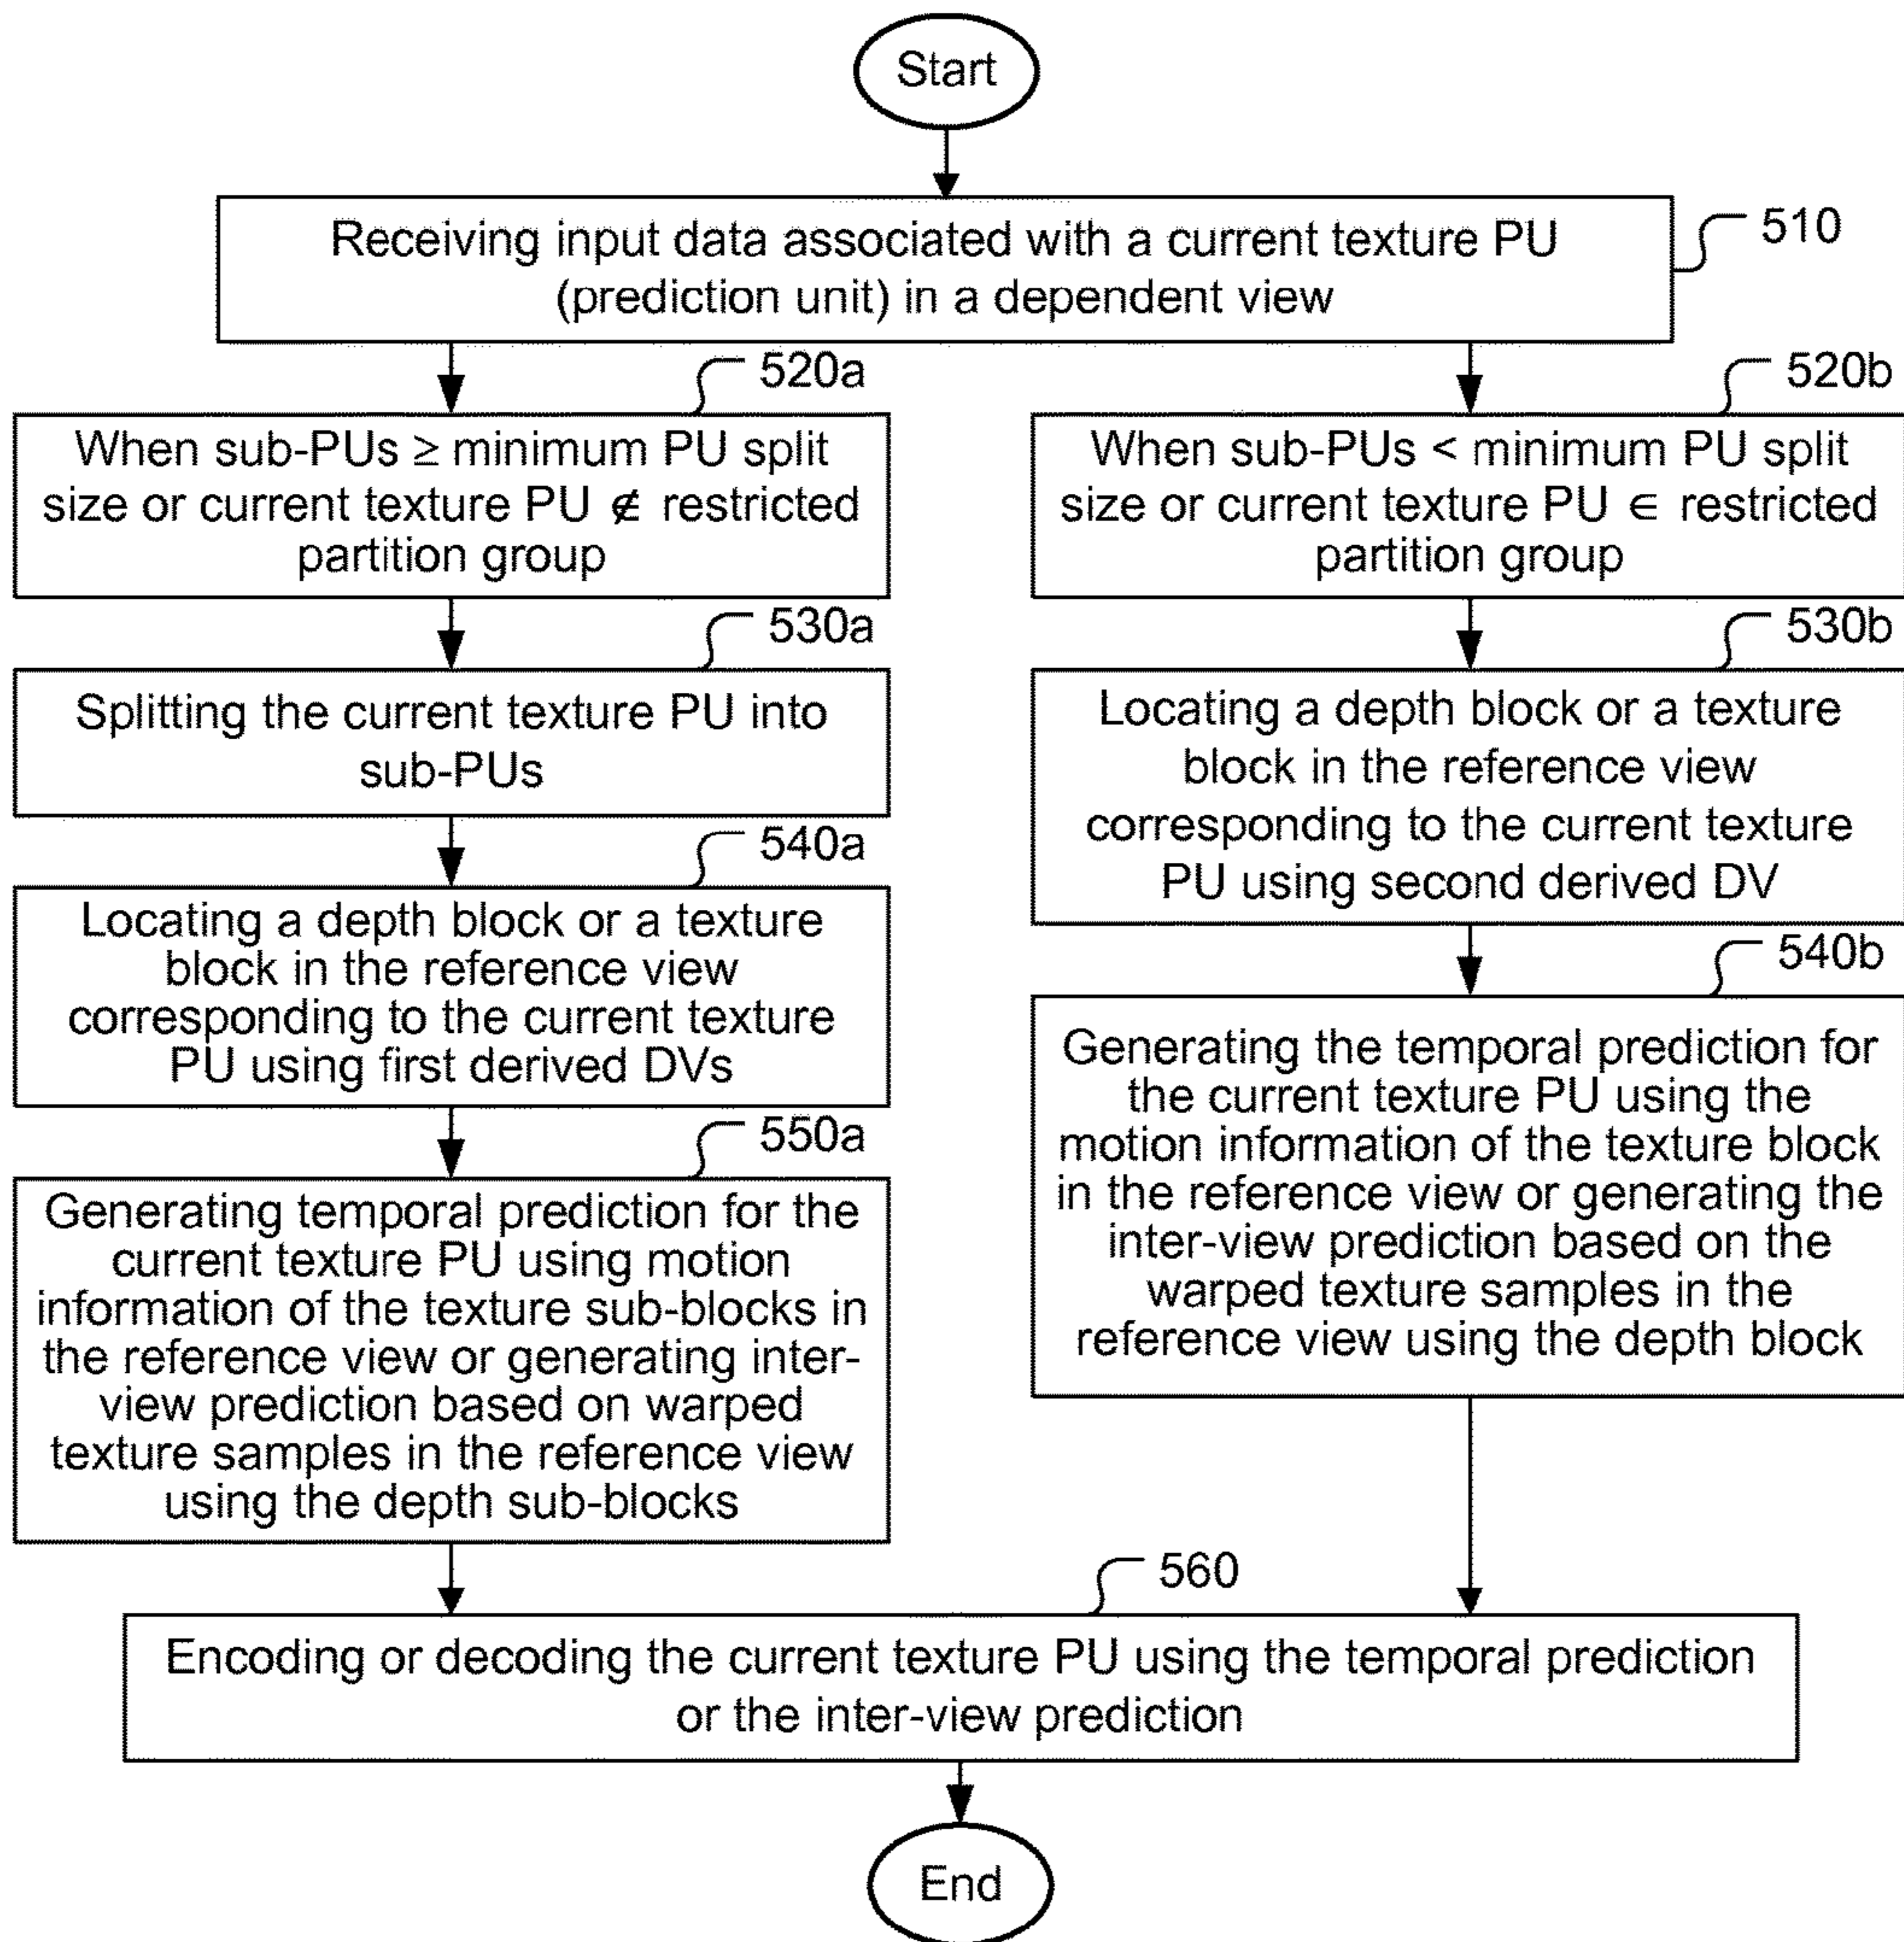 Start
Receiving input data associated with a current texture PU
(prediction unit) in a dependent view
510
520a
When sub-PUs ≥ minimum PU split
size or current texture PU ∉ restricted
partition group
530a
Splitting the current texture PU into
sub-PUs
540a
Locating a depth block or a texture
block in the reference view
corresponding to the current texture
PU using first derived DVs
550a
Generating temporal prediction for the
current texture PU using motion
information of the texture sub-blocks in
the reference view or generating inter-
view prediction based on warped
texture samples in the reference view
using the depth sub-blocks
520b
When sub-PUs < minimum PU split
size or current texture PU ∈ restricted
partition group
530b
Locating a depth block or a texture
block in the reference view
corresponding to the current texture
PU using second derived DV
540b
Generating the temporal prediction for
the current texture PU using the
motion information of the texture block
in the reference view or generating the
inter-view prediction based on the
warped texture samples in the
reference view using the depth block
560
Encoding or decoding the current texture PU using the temporal prediction
or the inter-view prediction
End